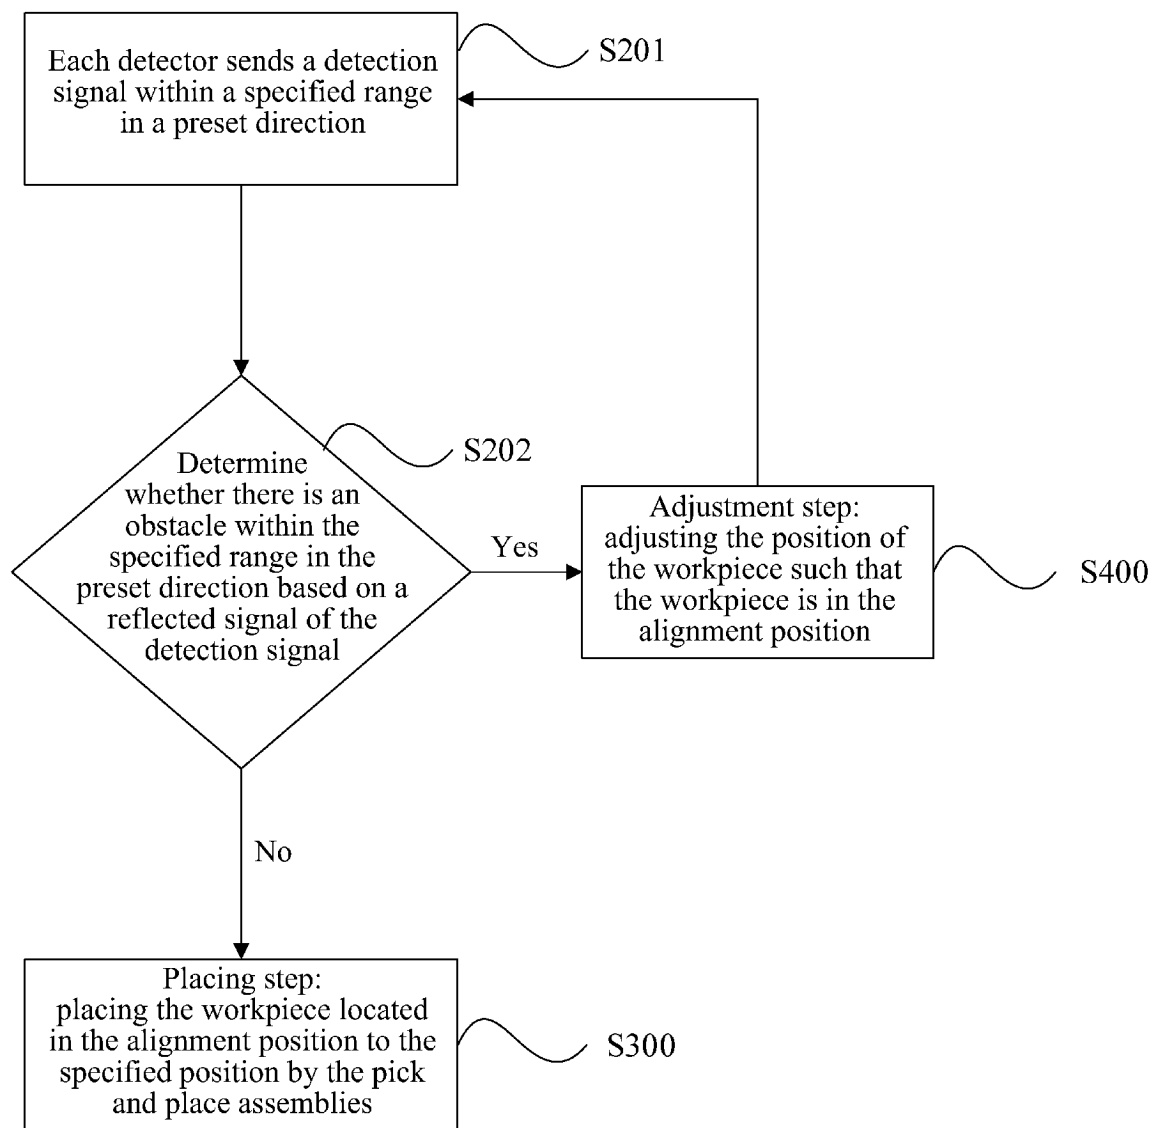 Each detector sends a detection
signal within a specified range
in a preset direction
S201
Determine
whether there is an
obstacle within the
specified range in the
preset direction based on a
reflected signal of the
detection signal
S202
Yes
Adjustment step:
adjusting the position of
the workpiece such that
the workpiece is in the
alignment position
S400
No
Placing step:
placing the workpiece located
in the alignment position to the
specified position by the pick
and place assemblies
S300